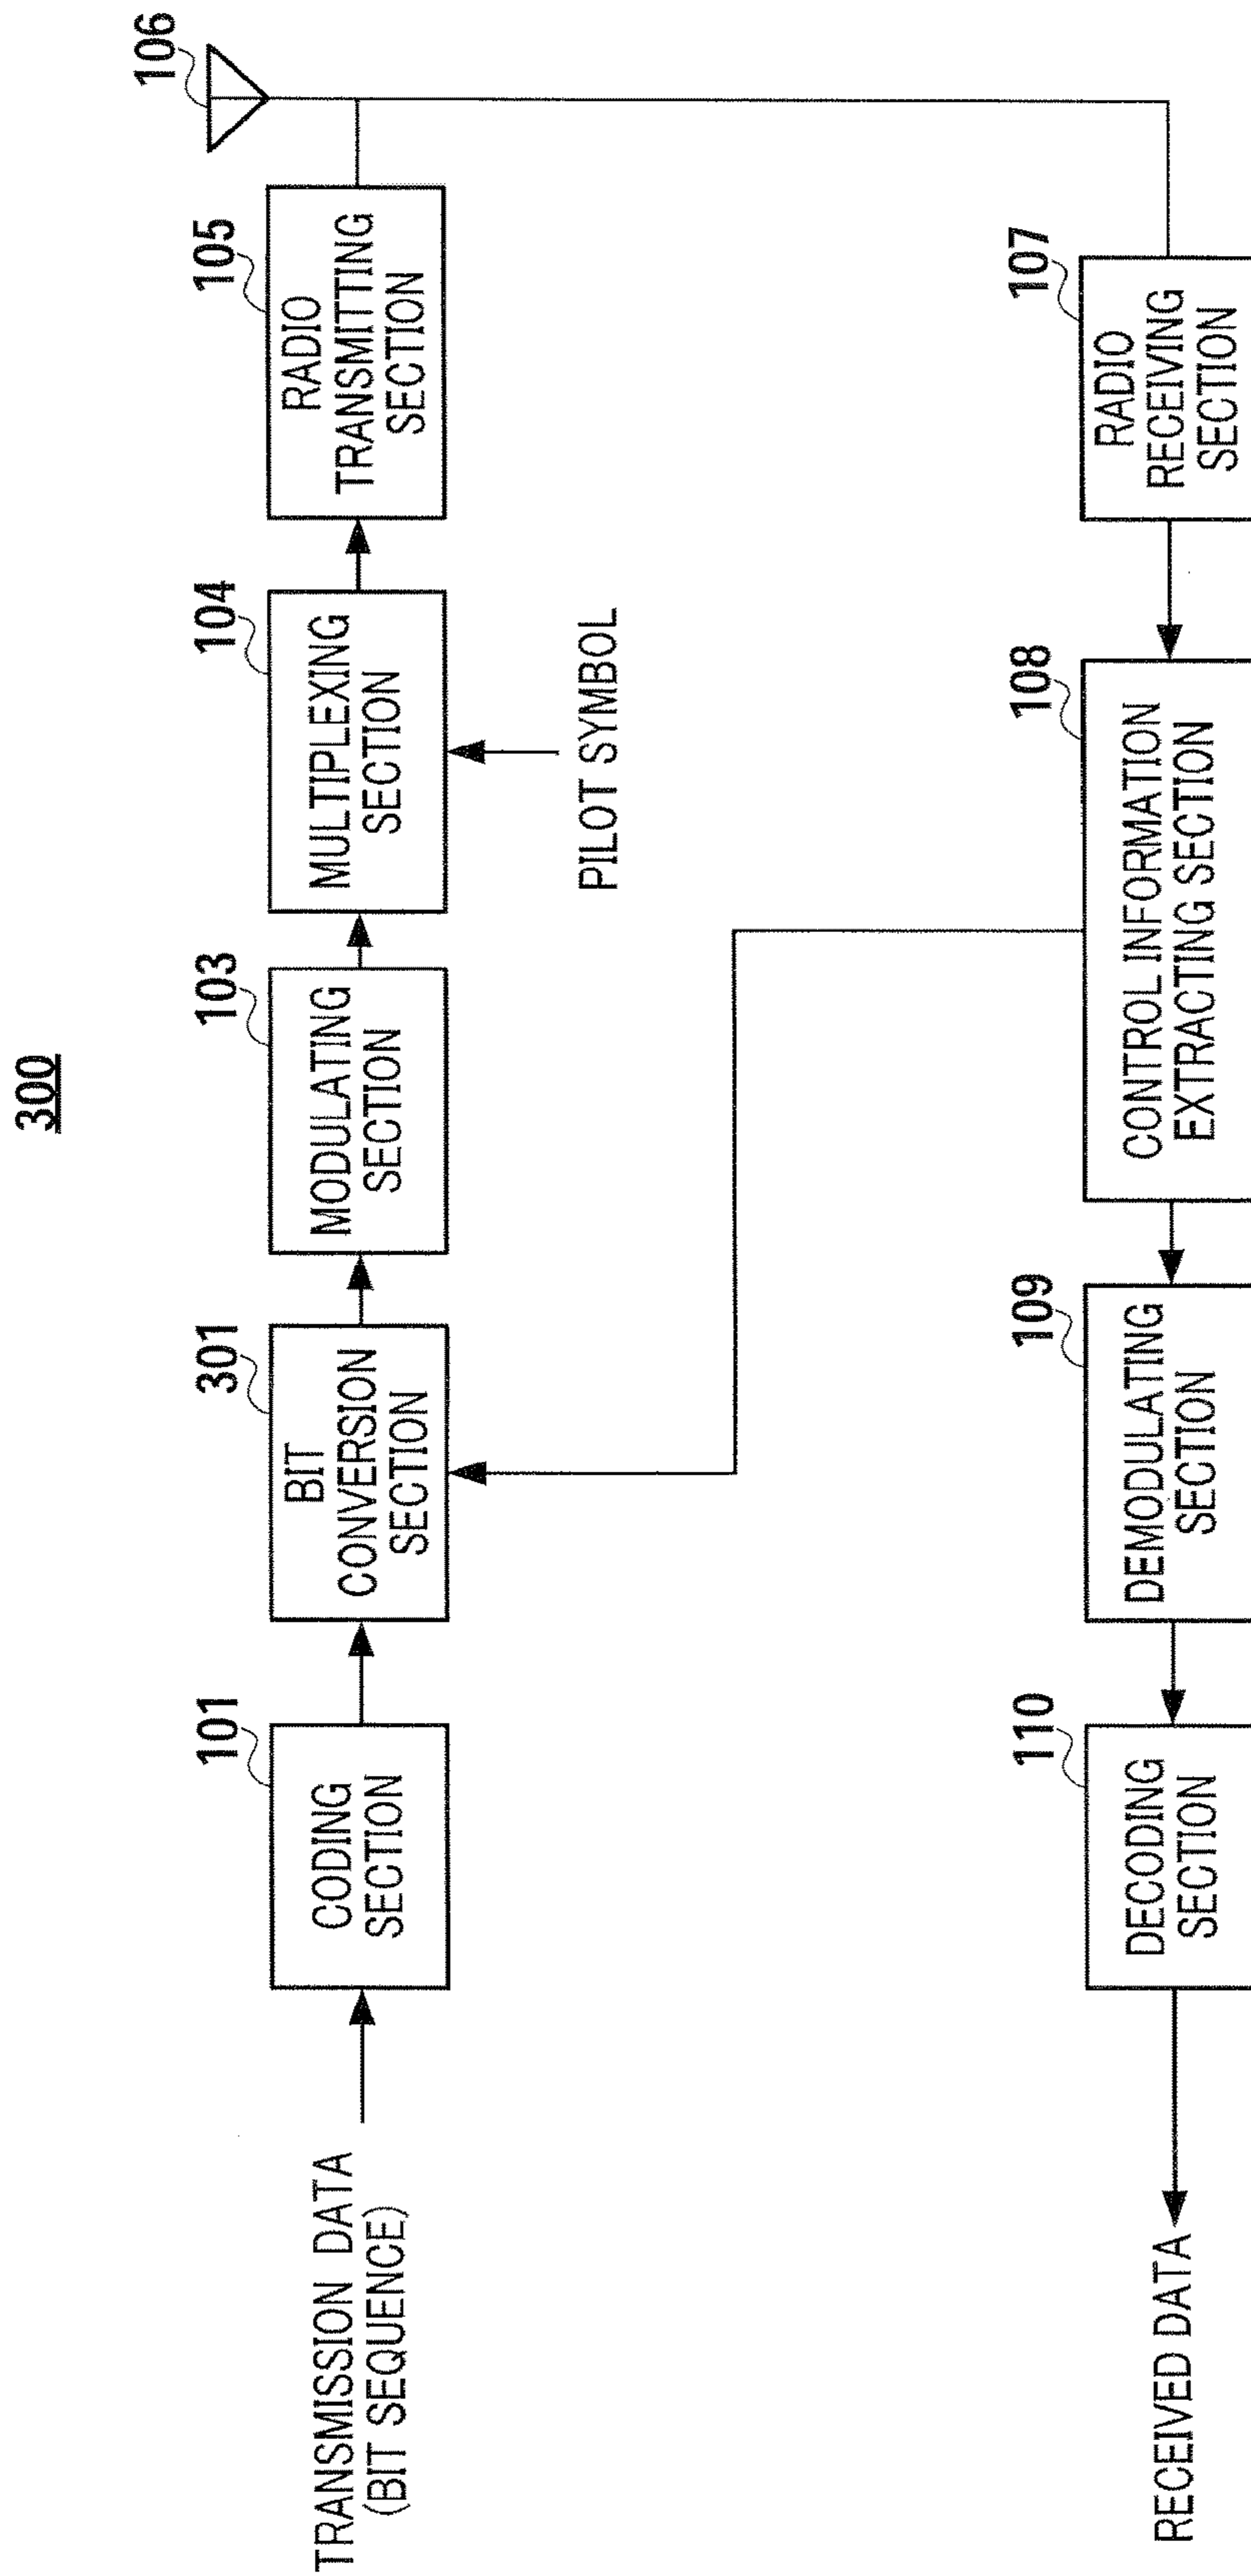 300
TRANSMISSION DATA
(BIT SEQUENCE)
101
CODING
SECTION
301
BIT
CONVERSION
SECTION
103
MODULATING
SECTION
104
MULTIPLEXING
SECTION
PILOT SYMBOL
105
RADIO
TRANSMITTING
SECTION
106
RECEIVED DATA
110
DECODING
SECTION
109
DEMODULATING
SECTION
108
CONTROL INFORMATION
EXTRACTING SECTION
107
RADIO
RECEIVING
SECTION